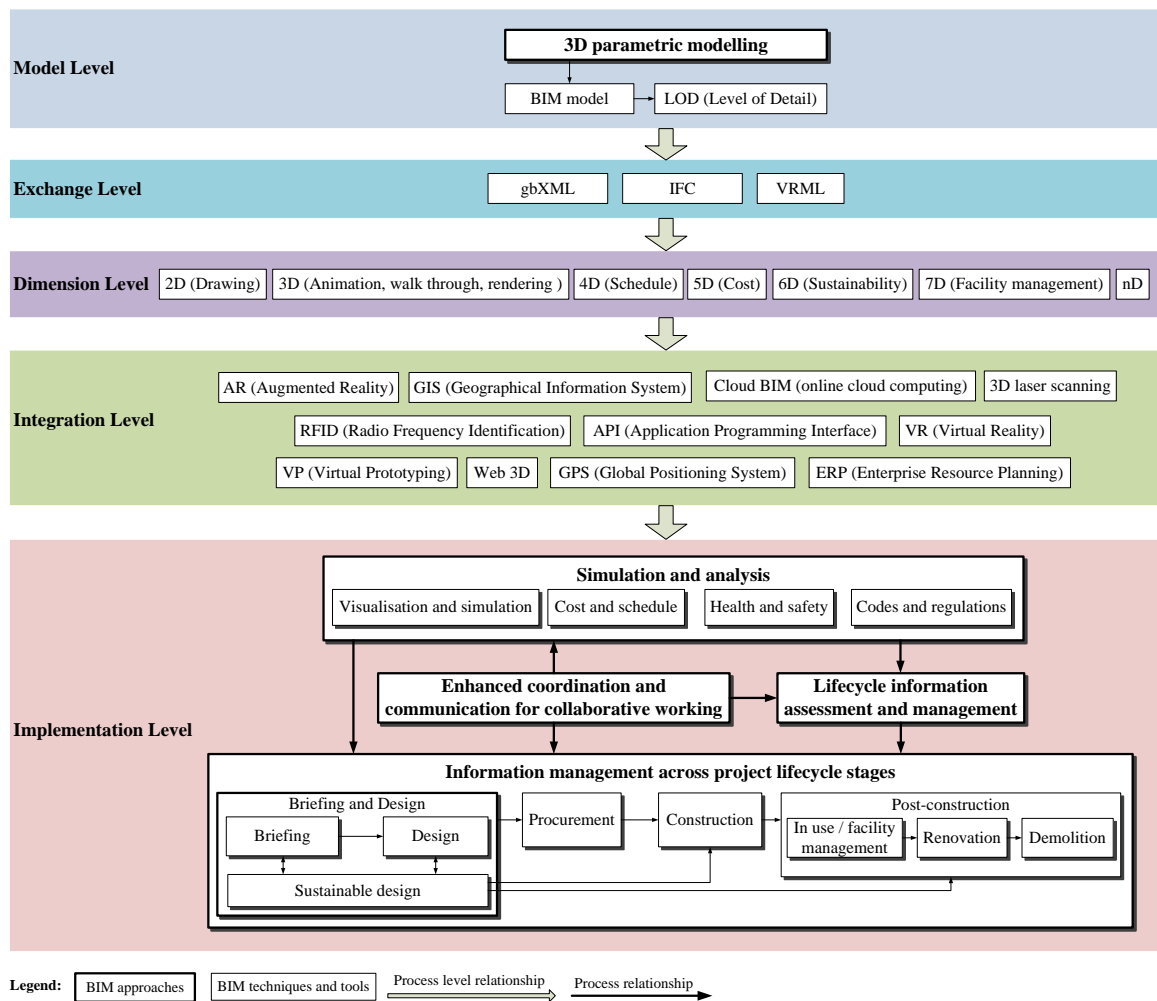 3D parametric modelling
Model Level
BIM model
LOD (Level of Detail)
Exchange Level
gbXML
IFC
VRML
Dimension Level
2D (Drawing)
3D (Animation, walk through, rendering )
4D (Schedule)
5D (Cost)
6D (Sustainability)
7D (Facility management)
nD
Integration Level
AR (Augmented Reality)
GIS (Geographical Information System)
Cloud BIM (online cloud computing)
3D laser scanning
RFID (Radio Frequency Identification)
API (Application Programming Interface)
VR (Virtual Reality)
VP (Virtual Prototyping)
Web 3D
GPS (Global Positioning System)
ERP (Enterprise Resource Planning)
Implementation Level
Simulation and analysis
Visualisation and simulation
Cost and schedule
Health and safety
Codes and regulations
Enhanced coordination and
communication for collaborative working
Lifecycle information
assessment and management
Information management across project lifecycle stages
Briefing and Design
Briefing
Design
Sustainable design
Procurement
Construction
Post-construction
In use / facility
management
Renovation
Demolition
Legend:
BIM approaches
BIM techniques and tools
Process level relationship
Process relationship